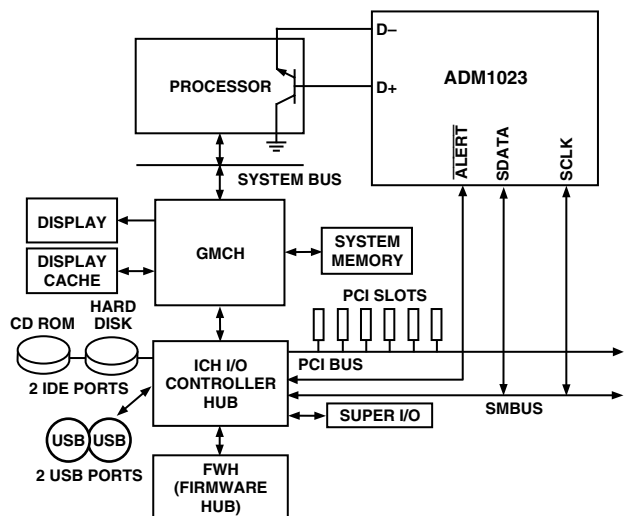 D–
PROCESSOR
ADM1023
D+
ALERT
SDATA
SCLK
SYSTEM BUS
DISPLAY
GMCH
SYSTEM
MEMORY
DISPLAY
CACHE
PCI SLOTS
HARD
DISK
CD ROM
ICH I/O
CONTROLLER
HUB
PCI BUS
2 IDE PORTS
SMBUS
SUPER I/O
USB
USB
2 USB PORTS
FWH
(FIRMWARE
HUB)